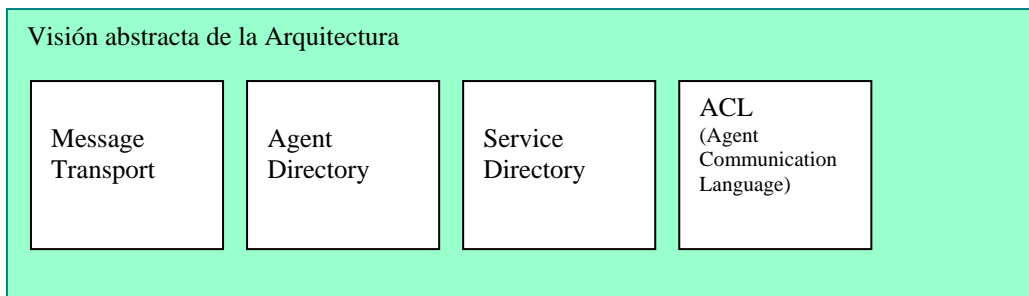 Visión abstracta de la Arquitectura
Message
Transport
Agent
Directory
Service
Directory
ACL
(Agent
Communication
Language)